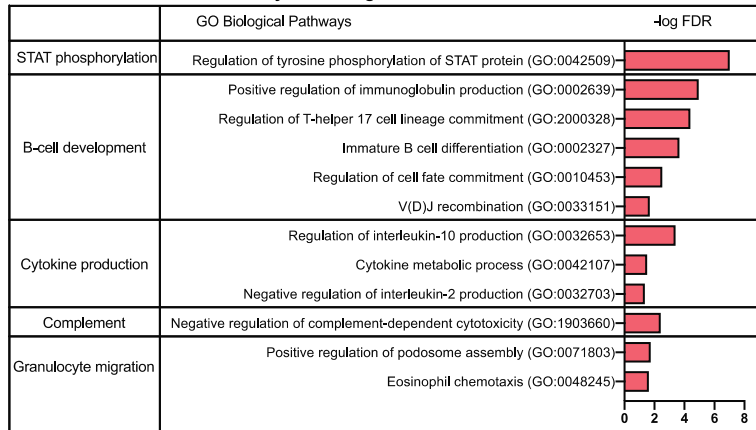 GO Biological Pathways -log FDR
STAT phosphorylation Regulation of tyrosine phosphorylation of STAT protein (GO:0042509)
Positive regulation of immunoglobulin production (GO:0002639)
Regulation of T-helper 17 cell lineage commitment (GO:2000328)
B-cell development Immature B cell differentiation (GO:0002327)
Regulation of cell fate commitment (GO:0010453)
V(D)J recombination (GO:0033151)
Regulation of interleukin-10 production (GO:0032653)
Cytokine production Cytokine metabolic process (GO:0042107)
Negative regulation of interleukin-2 production (GO:0032703)
Complement Negative regulation of complement-dependent cytotoxicity (GO:1903660)
Positive regulation of podosome assembly (GO:0071803)
Granulocyte migration
Eosinophil chemotaxis (GO:0048245)
0 2 4 6 8